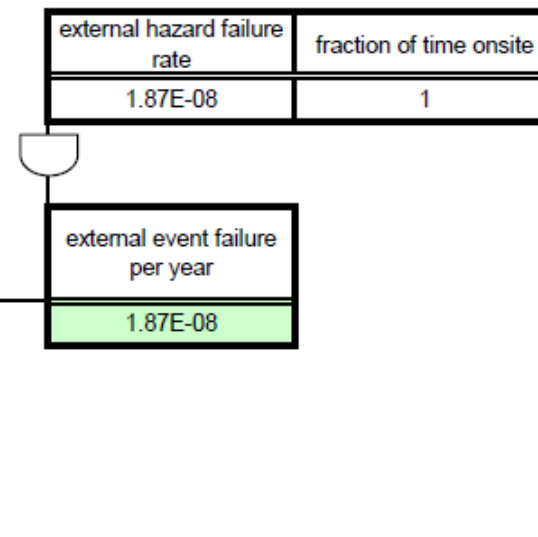 external hazard failure
rate
fraction of time onsite
1.87E-08
1
external event failure
per year
1.87E-08